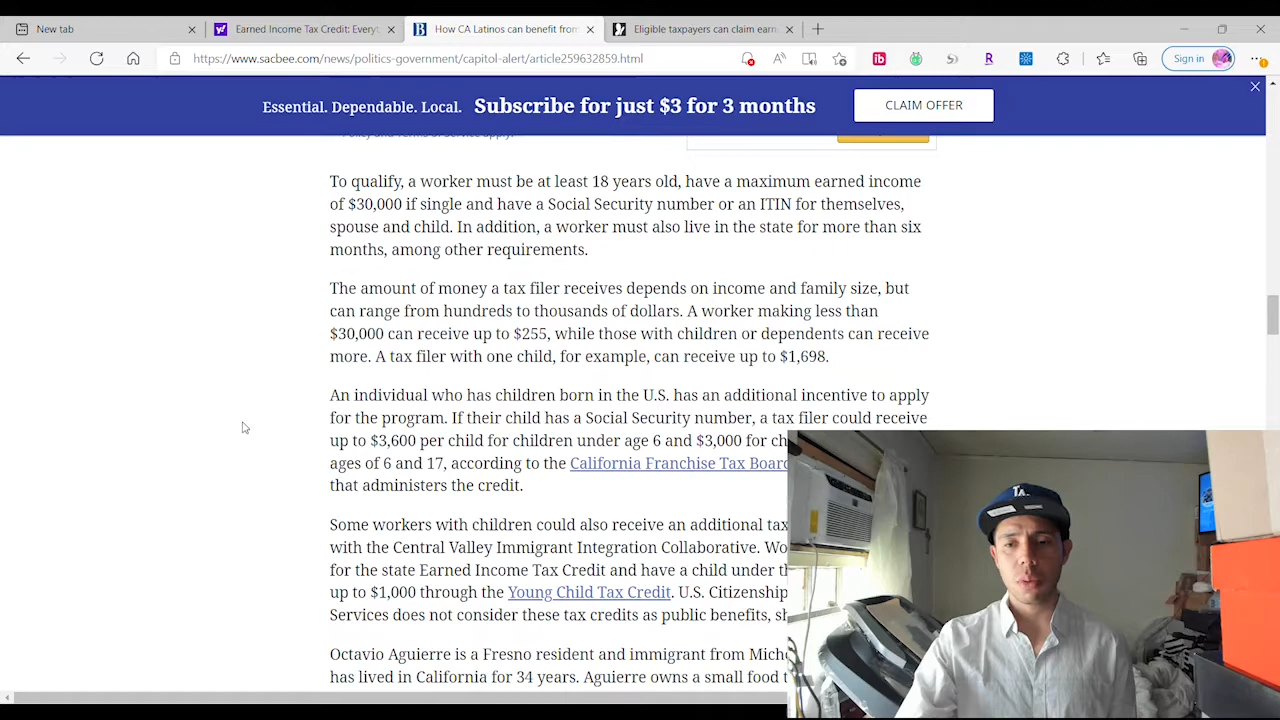 New tab
Earned Income Tax Credit: Everyt
How CA Latinos can benefit from
Eligible taxpayers can claim earn
https://www.sacbee.com/news/politics-government/capitol-alert/article259632859.html
Sign in
Essential. Dependable. Local. Subscribe for just $3 for 3 months CLAIM OFFER
To qualify, a worker must be at least 18 years old, have a maximum earned income
of $30,000 if single and have a Social Security number or an ITIN for themselves,
spouse and child. In addition, a worker must also live in the state for more than six
months, among other requirements.
The amount of money a tax filer receives depends on income and family size, but
can range from hundreds to thousands of dollars. A worker making less than
$30,000 can receive up to $255, while those with children or dependents can receive
more. A tax filer with one child, for example, can receive up to $1,698.
An individual who has children born in the U.S. has an additional incentive to apply
for the program. If their child has a Social Security number, a tax filer could receive
up to $3,600 per child for children under age 6 and $3,000 for ch
ages of 6 and 17, according to the California Franchise Tax Board
that administers the credit.
Some workers with children could also receive an additional tax
with the Central Valley Immigrant Integration Collaborative. Wo
for the state Earned Income Tax Credit and have a child under th
up to $1,000 through the Young Child Tax Credit. U.S. Citizenship
Services does not consider these tax credits as public benefits, sh
Octavio Aguierre is a Fresno resident and immigrant from Micho
has lived in California for 34 years. Aguierre owns a small food t
LA